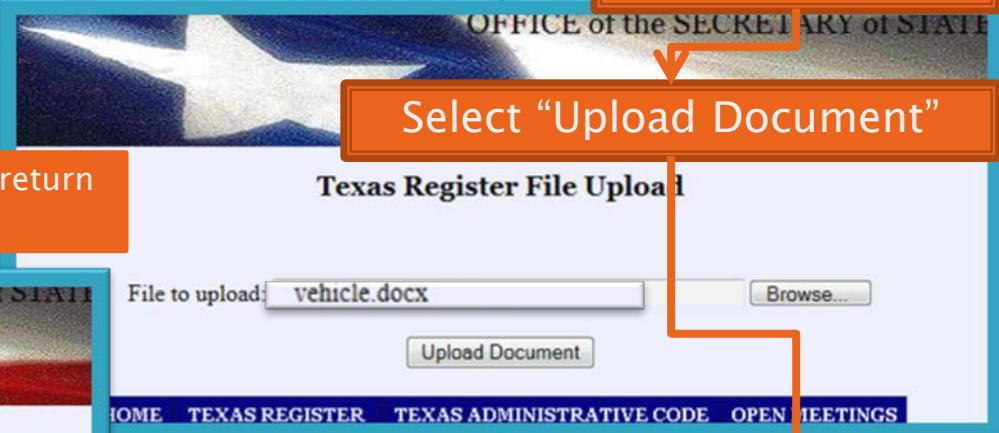 OFFICE of the SECRETARY of STATE
Select “Upload Document”
return
Texas Register File Upload
STATE
File to upload: vehicle.docx Browse...
Upload Document
HOME TEXAS REGISTER TEXAS ADMINISTRATIVE CODE OPEN MEETINGS